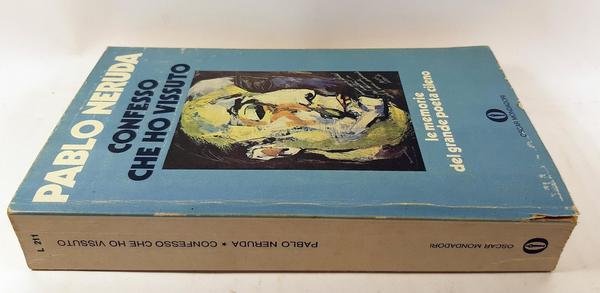 PABLO NERUDA
CONFESSO
CHE HO VISSUTO
le memorie
del grande poeta cileno
OSCAR MONDADORI
L 211
PABLO NERUDA * CONFESSO CHE HO VISSUTO
OSCAR MONDADORI